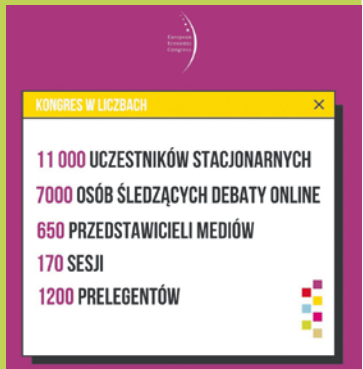 European
Economic
Congress
KONGRES W LICZBACH
11 000 UCZESTNIKÓW STACJONARNYCH
7000 OSÓB ŚLEDZĄCYCH DEBATY ONLINE
650 PRZEDSTAWICIELI MEDIÓW
170 SESJI
1200 PRELEGENTÓW